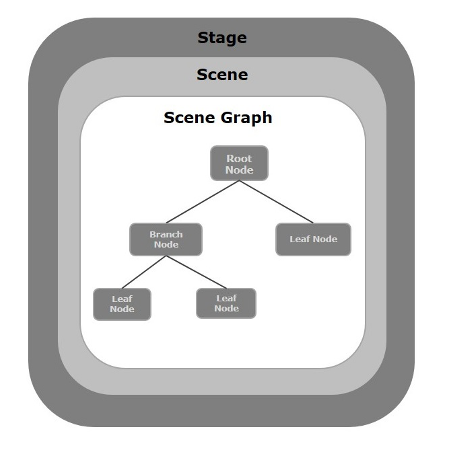 Stage
Scene
Scene Graph
Root
Node
Branch
Node
Leaf Node
Leaf
Node
Leaf
Node